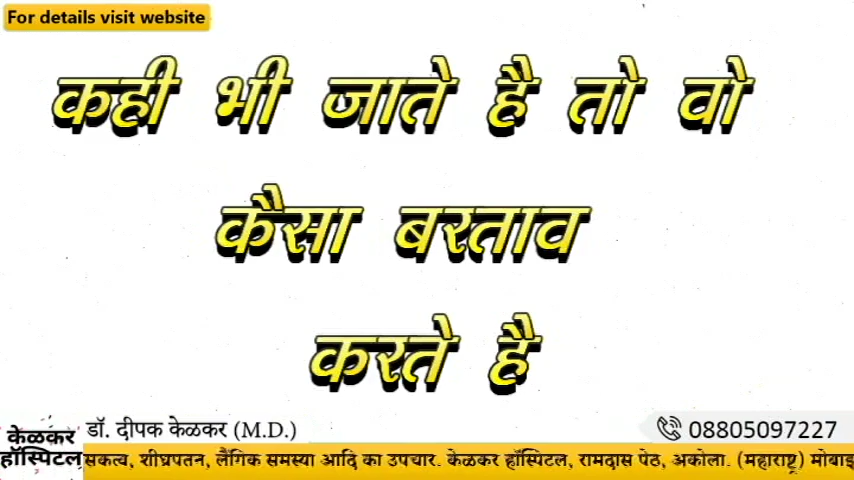 For details visit website
कही भी जाते है तो वो
कैसा बरताव
करते है
डॉ. दीपक केळकर (M.D.)
08805097227
केळकर
हॉस्पिटल
सकत्व, शीघ्रपतन, लैंगिक समस्या आदि का उपचार. केळकर हॉस्पिटल, रामदास पेठ, अकोला. (महाराष्ट्र) मोबाइ